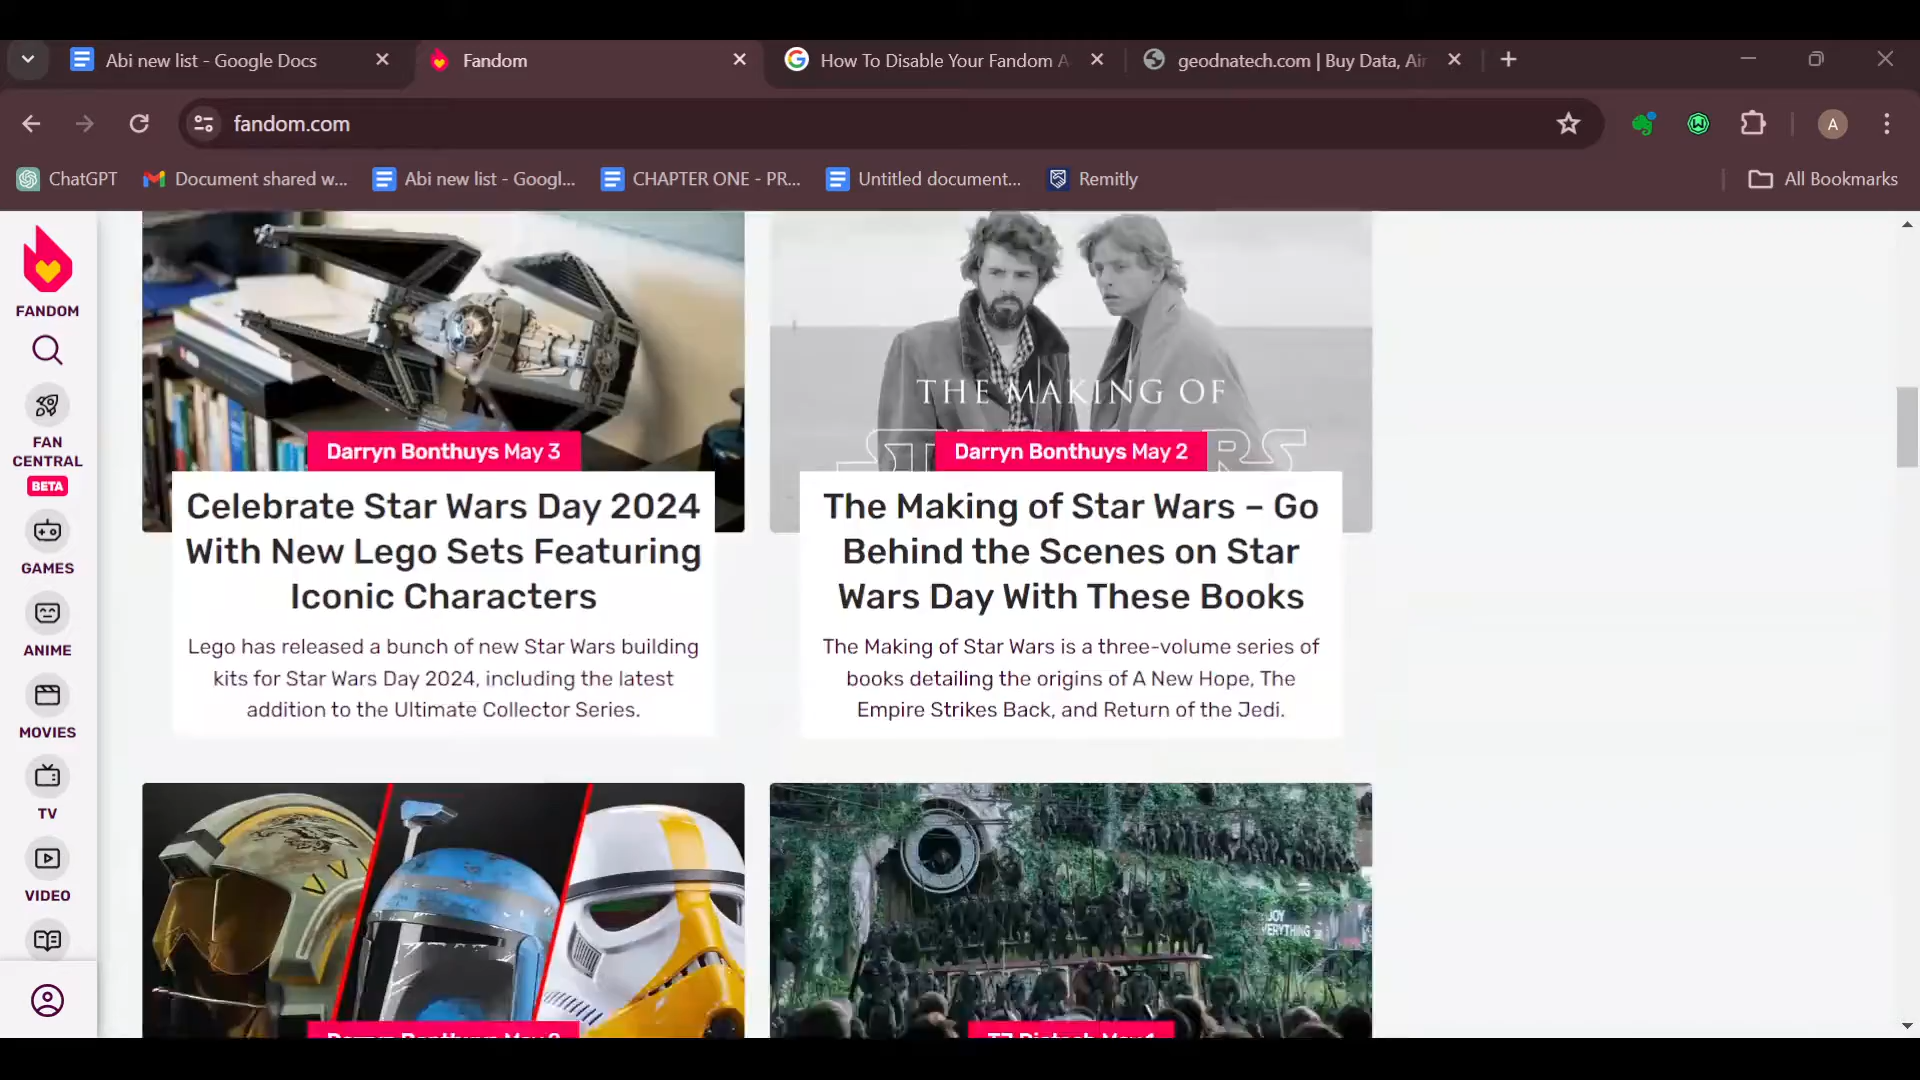 Abi new list - Google Docs
Fandom
How To Disable Your Fandom A
geodnatech.com | Buy Data, Air
fandom.com
A
ChatGPT
Document shared w...
Abi new list - Googl...
CHAPTER ONE - PR...
Untitled document...
Remitly
All Bookmarks
FANDOM
FAN
CENTRAL
BETA
GAMES
ANIME
MOVIES
TV
VIDEO
Darryn Bonthuys May 3
Celebrate Star Wars Day 2024
With New Lego Sets Featuring
Iconic Characters
Lego has released a bunch of new Star Wars building
kits for Star Wars Day 2024, including the latest
addition to the Ultimate Collector Series.
THE MAKING OF
STAR WARS
Darryn Bonthuys May 2
The Making of Star Wars – Go
Behind the Scenes on Star
Wars Day With These Books
The Making of Star Wars is a three-volume series of
books detailing the origins of A New Hope, The
Empire Strikes Back, and Return of the Jedi.